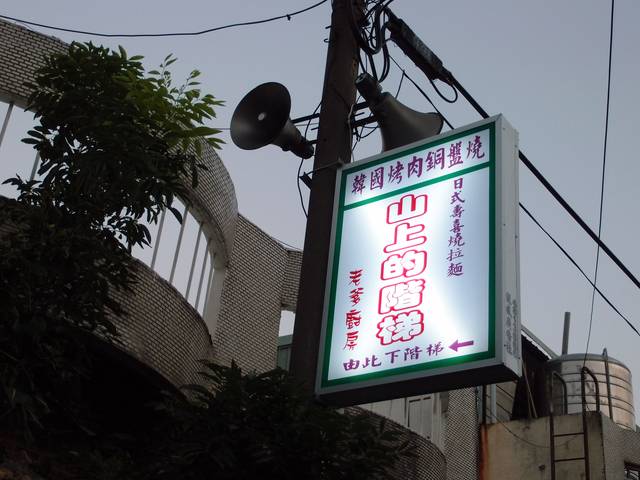 韓國烤肉銅盤燒
日式壽喜燒拉麵
山上的階梯
老爹廚房
由此下階梯←